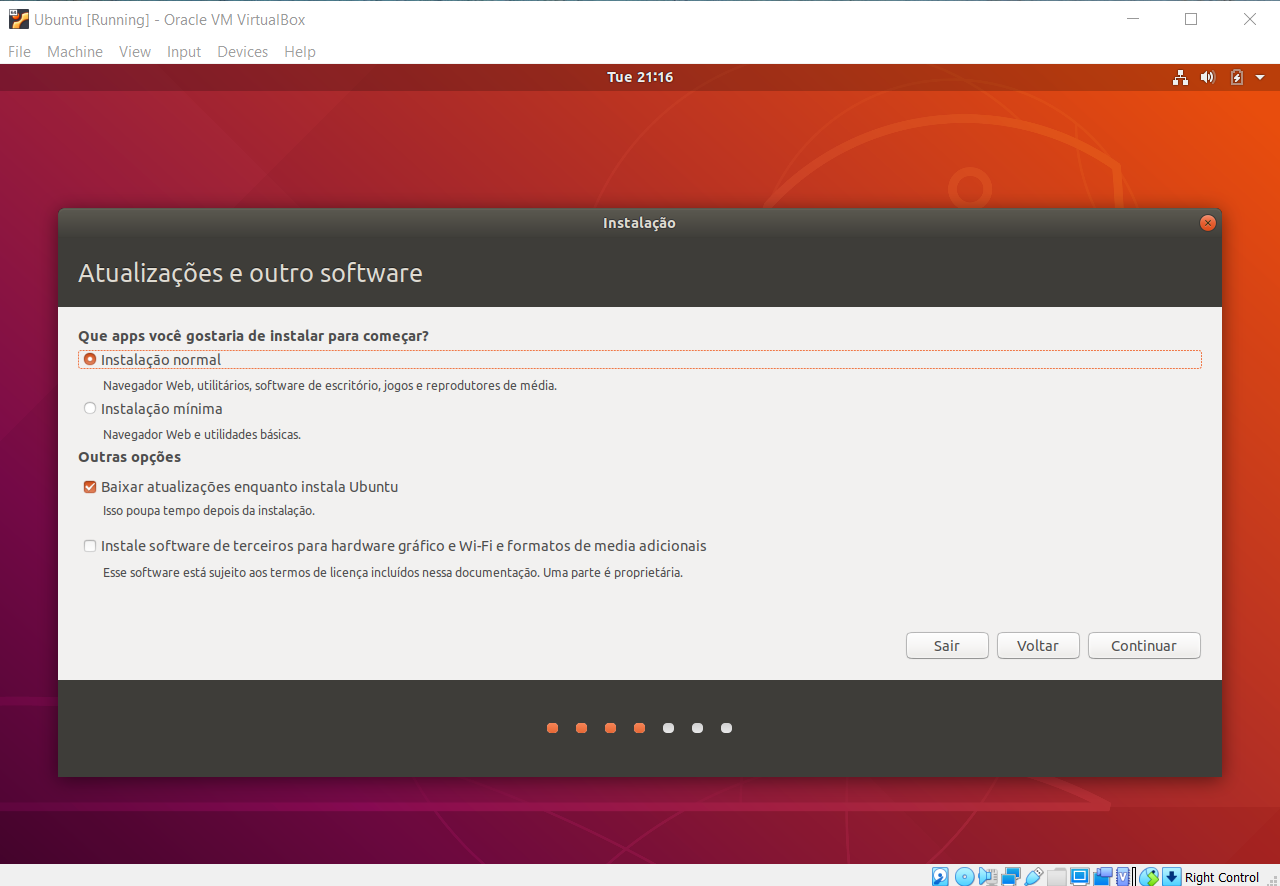 Ubuntu [Running] - Oracle VM VirtualBox
File Machine View Input Devices Help
Tue 21:16
Instalação
Atualizações e outro software
Que apps você gostaria de instalar para começar?
Instalação normal
Navegador Web, utilitários, software de escritório, jogos e reprodutores de média.
Instalação mínima
Navegador Web e utilidades básicas.
Outras opções
Baixar atualizações enquanto instala Ubuntu
Isso poupa tempo depois da instalação.
Instale software de terceiros para hardware gráfico e Wi-Fi e formatos de media adicionais
Esse software está sujeito aos termos de licença incluídos nessa documentação. Uma parte é proprietária.
Sair Voltar Continuar
Right Control